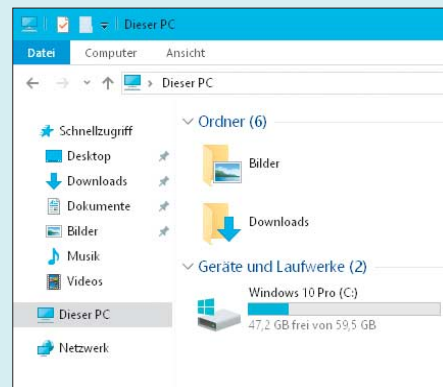 Dieser PC
Datei Computer Ansicht
Dieser PC
Schnellzugriff
Desktop
Downloads
Dokumente
Bilder
Musik
Videos
Dieser PC
Netzwerk
Ordner (6)
Bilder
Downloads
Geräte und Laufwerke (2)
Windows 10 Pro (C:)
47,2 GB frei von 59,5 GB